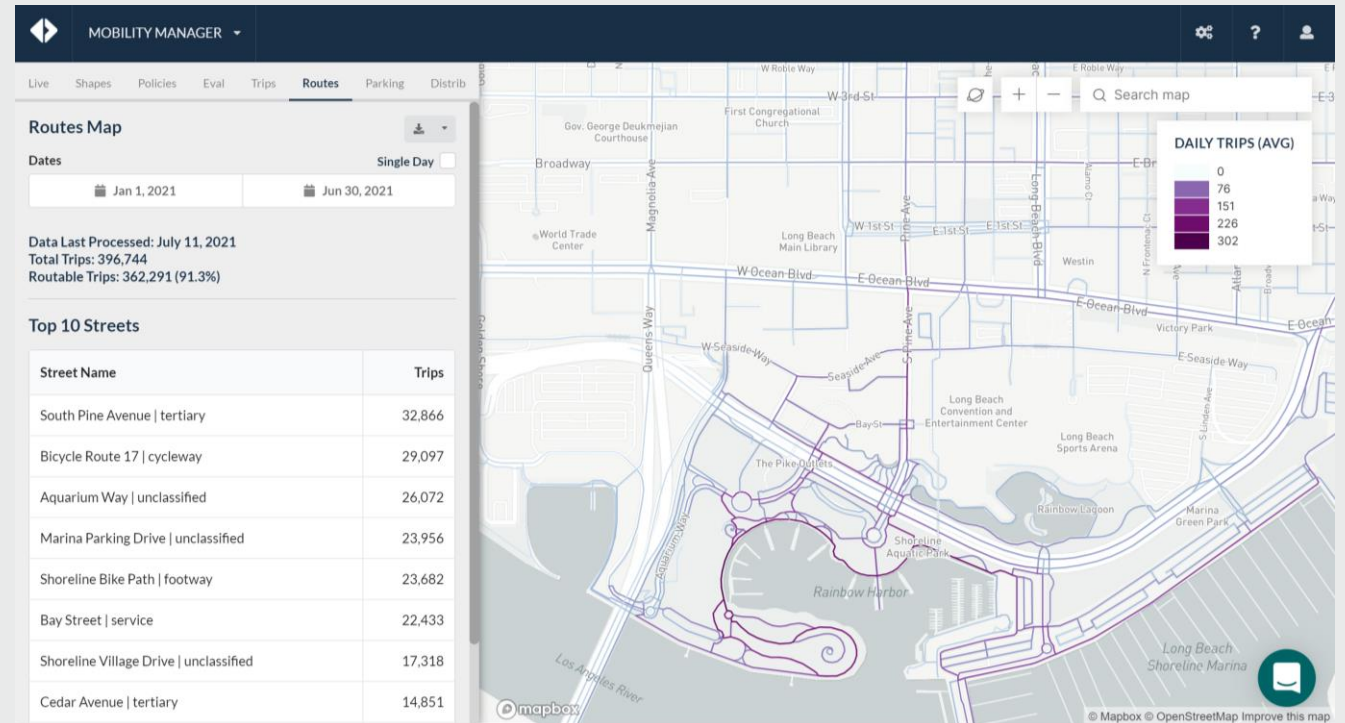 MOBILITY MANAGER
?
Live Shapes Policies Eval Trips Routes Parking Distrib
Routes Map
Dates
Single Day
Jan 1, 2021
Jun 30, 2021
Data Last Processed: July 11, 2021
Total Trips: 396,744
Routable Trips: 362,291 (91.3%)
Top 10 Streets
Street Name Trips
South Pine Avenue | tertiary 32,866
Bicycle Route 17 | cycleway 29,097
Aquarium Way | unclassified 26,072
Marina Parking Drive | unclassified 23,956
Shoreline Bike Path | footway 23,682
Bay Street | service 22,433
Shoreline Village Drive | unclassified 17,318
Cedar Avenue | tertiary 14,851
Search map
DAILY TRIPS (AVG)
0
76
151
226
302
W Roble Way
E Roble Way
W 3rd St
First Congregational
Church
Gov. George Deukmejian
Courthouse
Broadway
Magnolia Ave
Pine Ave
Long Beach Blvd
Alamo Ct
N Frontenac Ct
World Trade
Center
Long Beach
Main Library
W 1st St
E 1st St
E 1st St
Westin
W Ocean Blvd
E Ocean Blvd
E Ocean Blvd
E Ocean
Victory Park
Golden Shore
Queens Way
W Seaside Way
Seaside Ave
S Pine Ave
E Seaside Way
S Linden Ave
Long Beach
Convention and
Entertainment Center
Bay St
Long Beach
Sports Arena
The Pike Outlets
Rainbow Lagoon
Marina
Green Park
Aquarium Way
Shoreline
Aquatic Park
Rainbow Harbor
Los Angeles River
Long Beach
Shoreline Marina
mapbox
© Mapbox © OpenStreetMap Improve this map